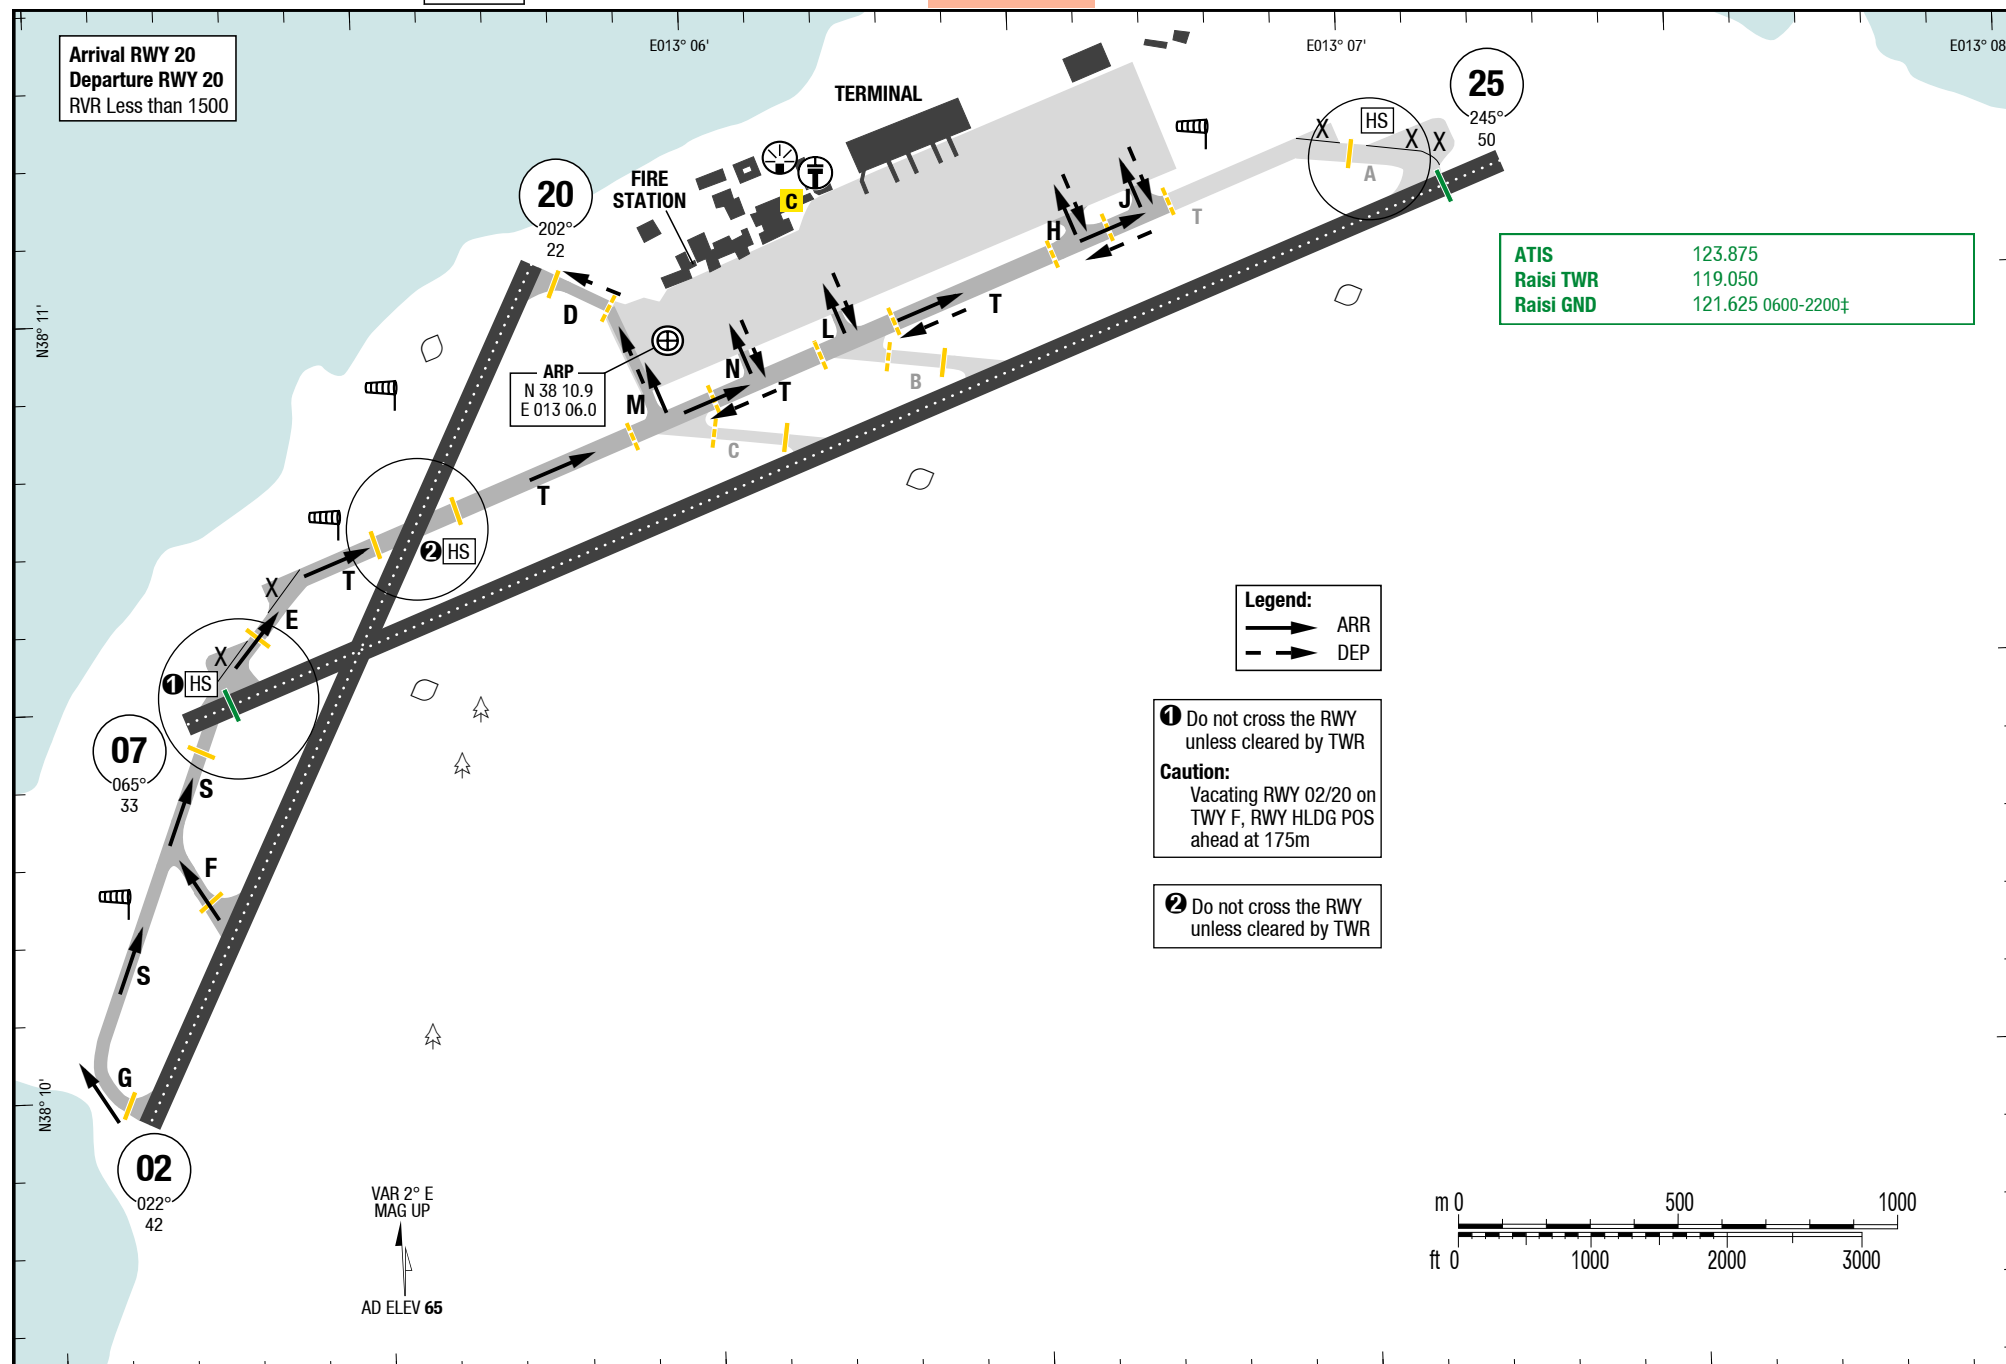 Arrival RWY 20
Departure RWY 20
RVR Less than 1500
E013° 06'
E013° 07'
E013° 08
N38° 11'
N38° 10'
TERMINAL
FIRE
STATION
C
HS
X
X
X
A
25
245°
50
20
202°
22
D
ARP
N 38 10.9
E 013 06.0
M
N
L
H
J
T
T
T
B
C
T
T
2 HS
X
E
X
1 HS
07
065°
33
S
F
S
G
02
022°
42
ATIS 123.875
Raisi TWR 119.050
Raisi GND 121.625 0600-2200‡
Legend:
ARR
DEP
1 Do not cross the RWY
unless cleared by TWR
Caution:
Vacating RWY 02/20 on
TWY F, RWY HLDG POS
ahead at 175m
2 Do not cross the RWY
unless cleared by TWR
VAR 2° E
MAG UP
AD ELEV 65
m 0 500 1000
ft 0 1000 2000 3000